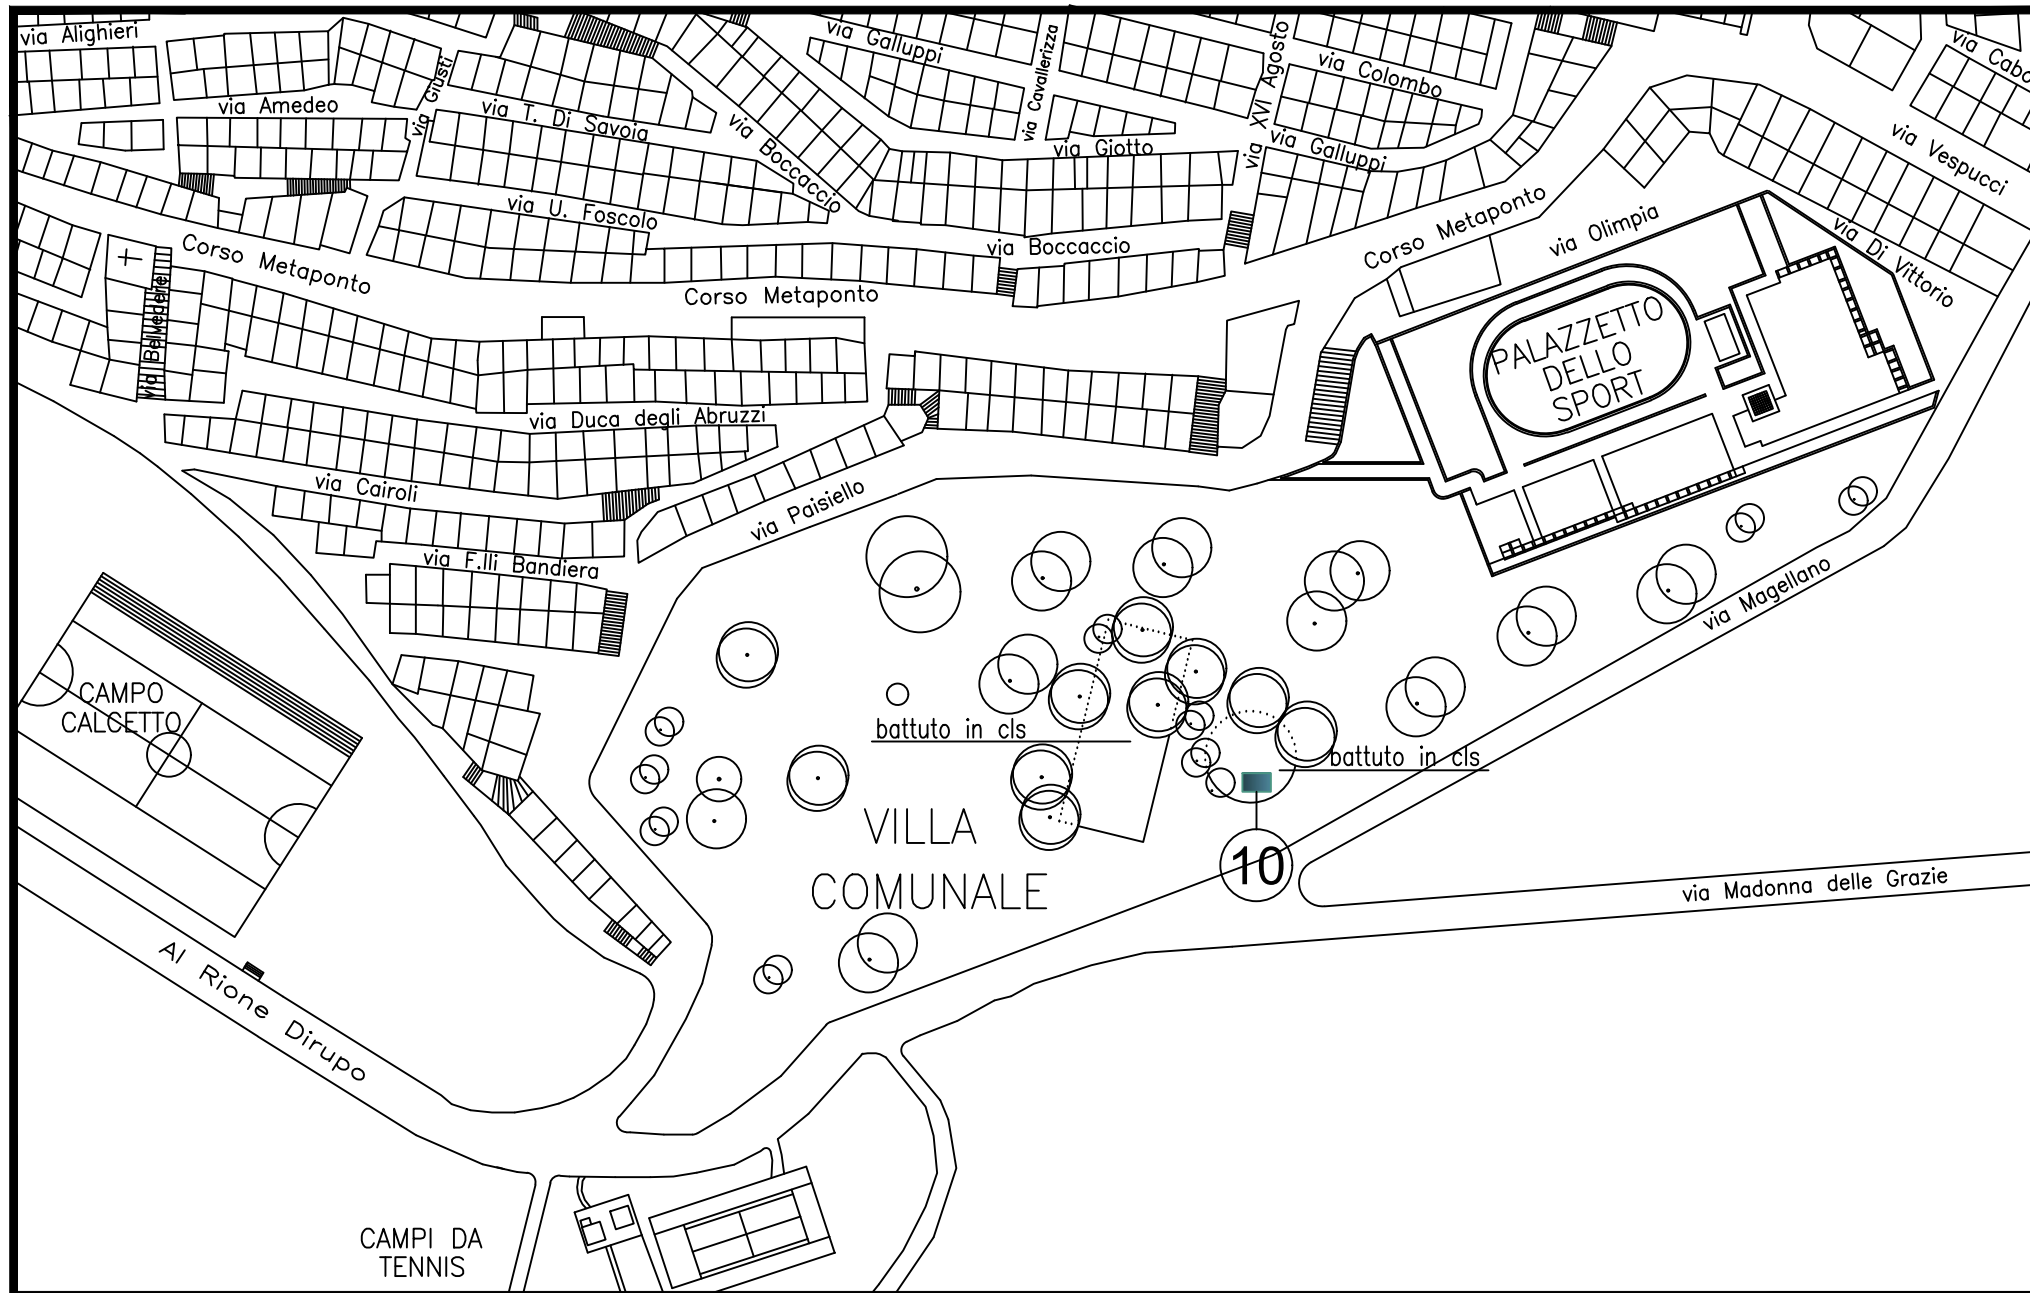 via Alighieri
via Galluppi
via Cavallerizza
via XVI Agosto
via Colombo
via Giusti
via Amedeo
via T. Di Savoia
via Boccaccio
via Giotto
via Galluppi
via Vespucci
via U. Foscolo
via Boccaccio
Corso Metaponto
via Olimpia
via Di Vittorio
Corso Metaponto
Corso Metaponto
via Belvedere
PALAZZETTO
DELLO
SPORT
via Duca degli Abruzzi
via Cairoli
via Paisiello
via F.lli Bandiera
via Magellano
CAMPO
CALCETTO
battuto in cls
battuto in cls
VILLA
COMUNALE
10
via Madonna delle Grazie
Al Rione Dirupo
CAMPI DA
TENNIS